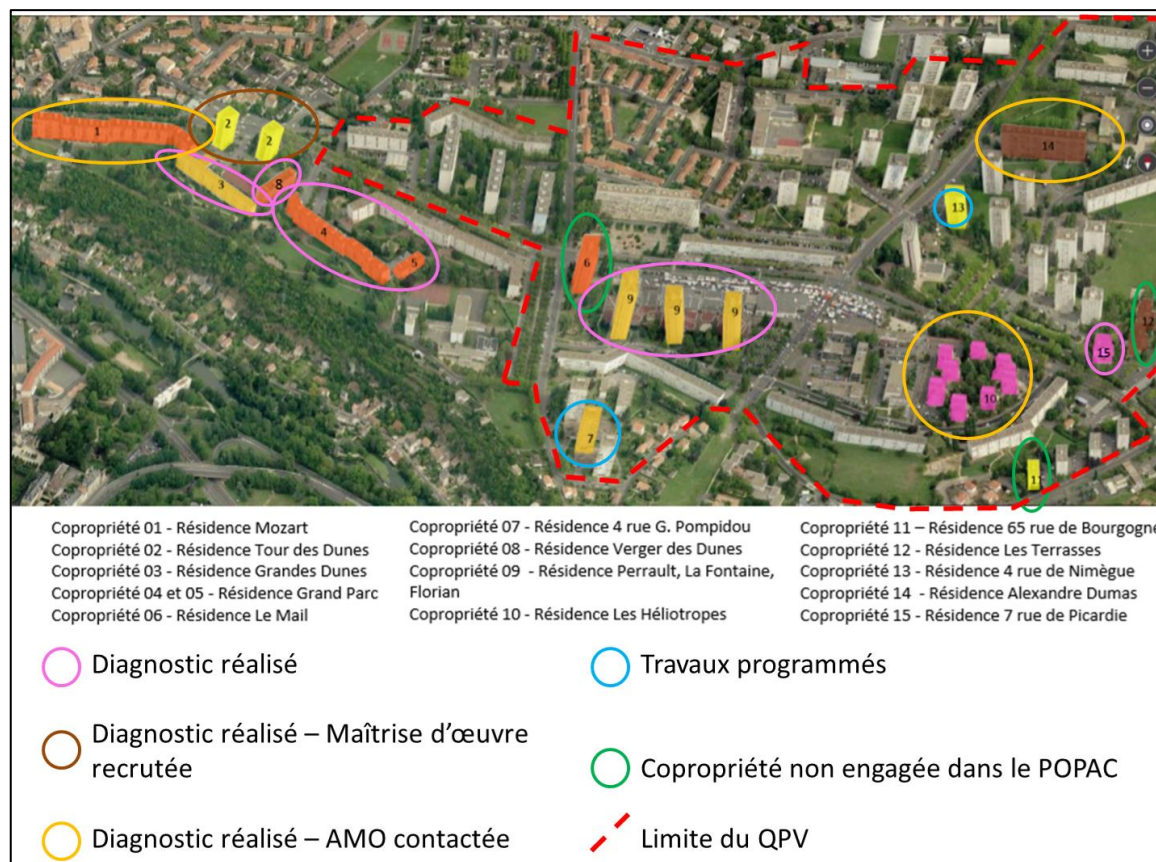 1
2
2
3
8
4
5
6
9
9
9
7
13
14
12
15
10
1
Copropriété 01 - Résidence Mozart
Copropriété 02 - Résidence Tour des Dunes
Copropriété 03 - Résidence Grandes Dunes
Copropriété 04 et 05 - Résidence Grand Parc
Copropriété 06 - Résidence Le Mail
Copropriété 07 - Résidence 4 rue G. Pompidou
Copropriété 08 - Résidence Verger des Dunes
Copropriété 09 - Résidence Perrault, La Fontaine,
Florian
Copropriété 10 - Résidence Les Héliotropes
Copropriété 11 – Résidence 65 rue de Bourgogne
Copropriété 12 - Résidence Les Terrasses
Copropriété 13 - Résidence 4 rue de Nimègue
Copropriété 14 - Résidence Alexandre Dumas
Copropriété 15 - Résidence 7 rue de Picardie
Diagnostic réalisé
Diagnostic réalisé – Maîtrise d'œuvre
recrutée
Diagnostic réalisé – AMO contactée
Travaux programmés
Copropriété non engagée dans le POPAC
Limite du QPV